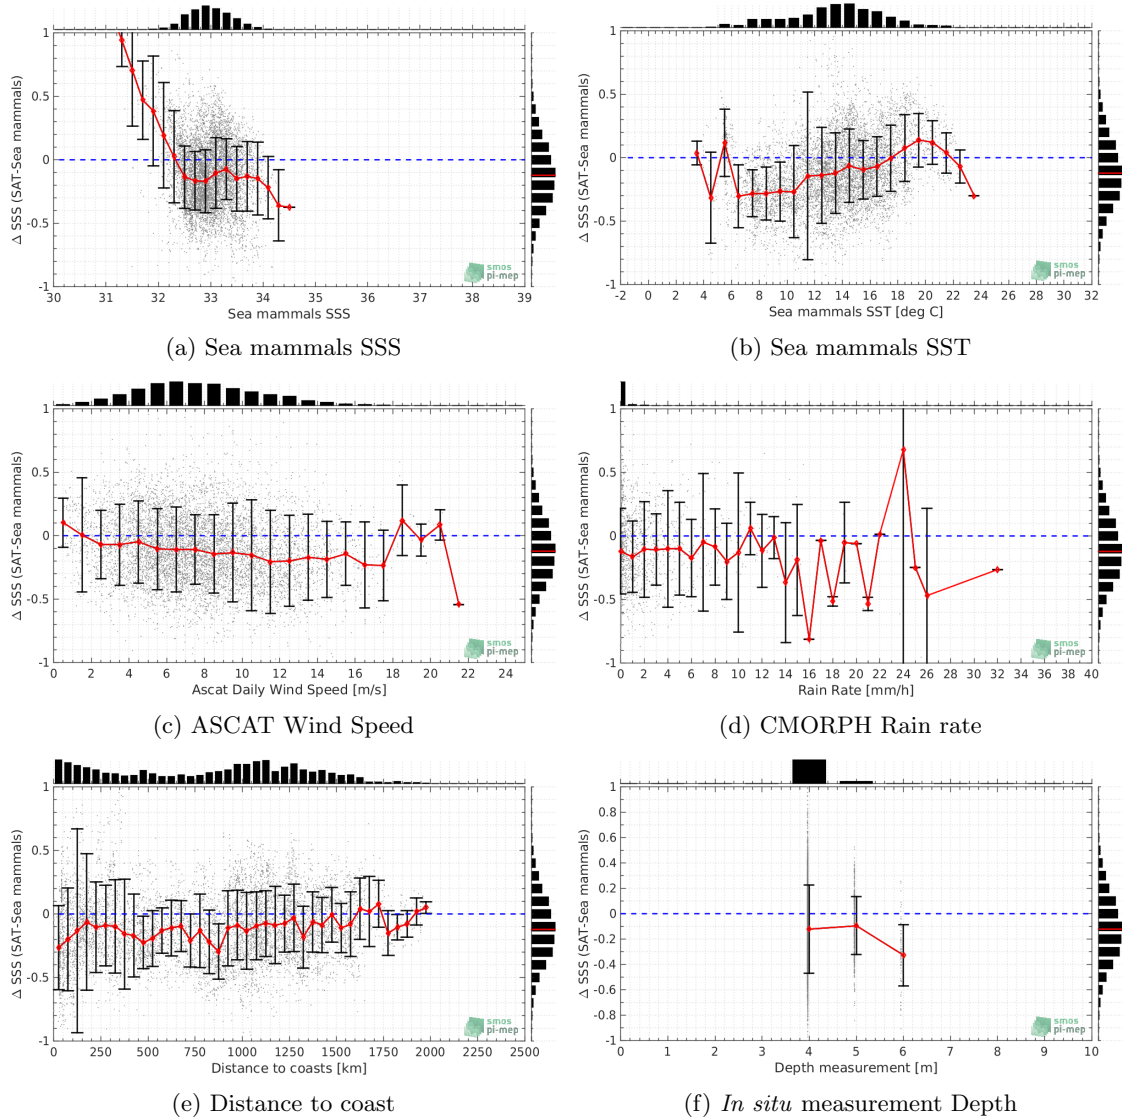 Δ SSS (SAT-Sea mammals)
1
0.5
0
-0.5
-1
smos
pi-mep
30 31 32 33 34 35 36 37 38 39
Sea mammals SSS
(a) Sea mammals SSS
Δ SSS (SAT-Sea mammals)
1
0.5
0
-0.5
-1
smos
pi-mep
-2 0 2 4 6 8 10 12 14 16 18 20 22 24 26 28 30 32
Sea mammals SST [deg C]
(b) Sea mammals SST
Δ SSS (SAT-Sea mammals)
1
0.5
0
-0.5
-1
smos
pi-mep
0 2 4 6 8 10 12 14 16 18 20 22 24
Ascat Daily Wind Speed [m/s]
(c) ASCAT Wind Speed
Δ SSS (SAT-Sea mammals)
1
0.5
0
-0.5
-1
smos
pi-mep
0 2 4 6 8 10 12 14 16 18 20 22 24 26 28 30 32 34 36 38 40
Rain Rate [mm/h]
(d) CMORPH Rain rate
Δ SSS (SAT-Sea mammals)
1
0.5
0
-0.5
-1
smos
pi-mep
0 250 500 750 1000 1250 1500 1750 2000 2250 2500
Distance to coasts [km]
(e) Distance to coast
Δ SSS (SAT-Sea mammals)
1
0.8
0.6
0.4
0.2
0
-0.2
-0.4
-0.6
-0.8
-1
smos
pi-mep
0 1 2 3 4 5 6 7 8 9 10
Depth measurement [m]
(f) In situ measurement Depth